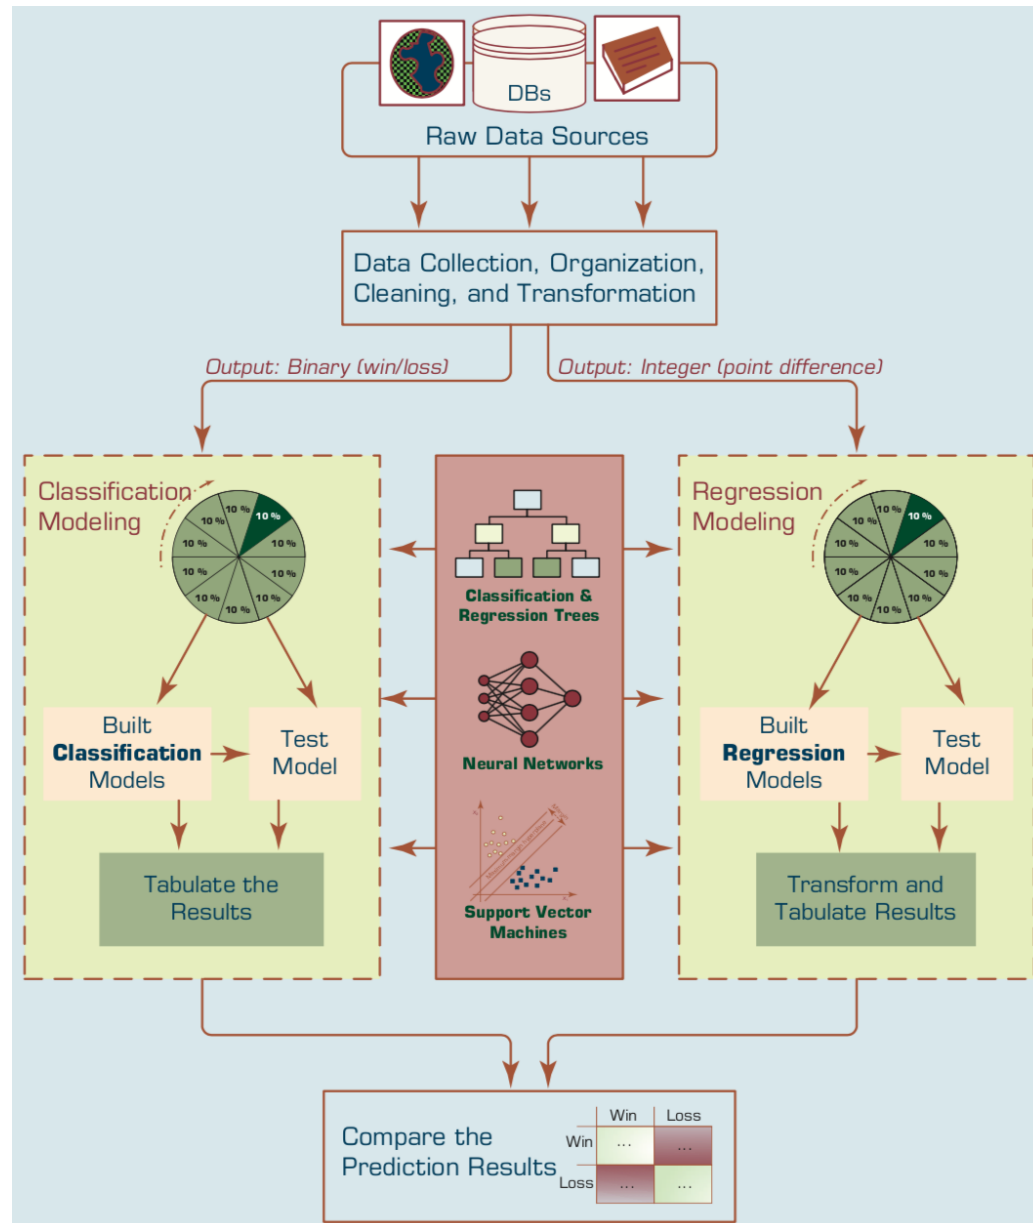 DBs
Raw Data Sources
Data Collection, Organization,
Cleaning, and Transformation
Output: Binary (win/loss)
Output: Integer (point difference)
Classification
Modeling
10 %
10 %
10 %
10 %
10 %
10 %
10 %
10 %
10 %
10 %
Built
Classification
Models
Test
Model
Tabulate the
Results
Classification &
Regression Trees
Neural Networks
Support Vector
Machines
Regression
Modeling
10 %
10 %
10 %
10 %
10 %
10 %
10 %
10 %
10 %
10 %
Built
Regression
Models
Test
Model
Transform and
Tabulate Results
Compare the
Prediction Results
Win Loss
Win ... ...
Loss ... ...